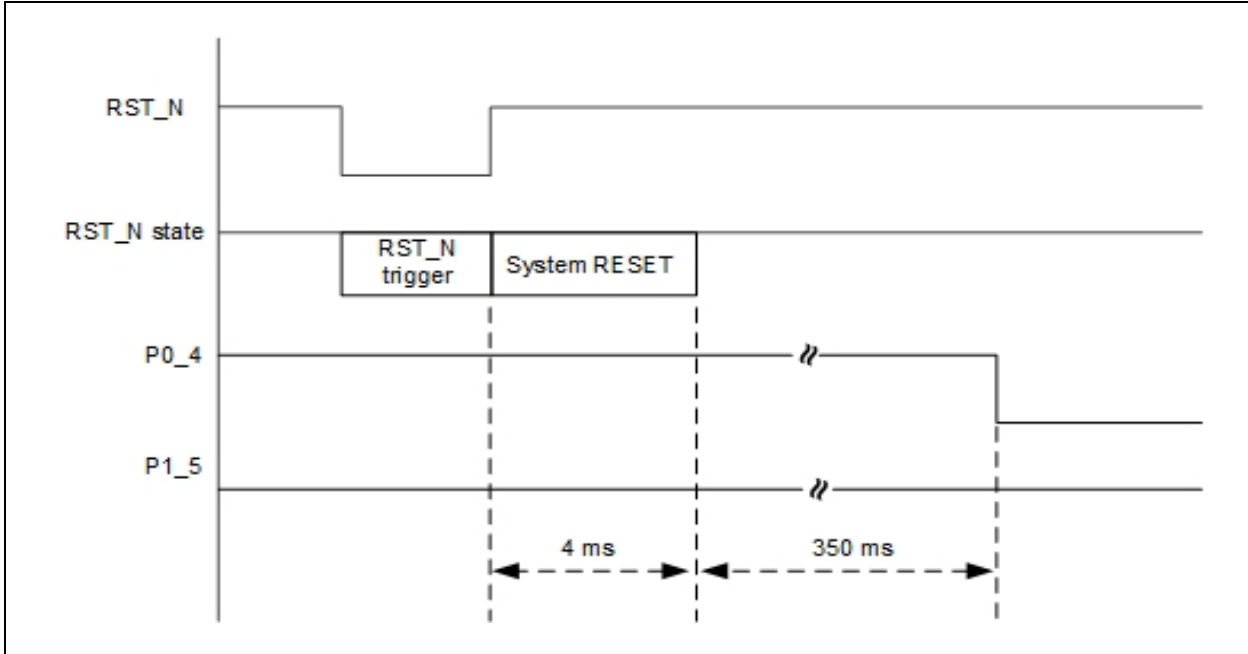 RST_N
RST_N state
RST_N
trigger
System RESET
P0_4
P1_5
4 ms
350 ms